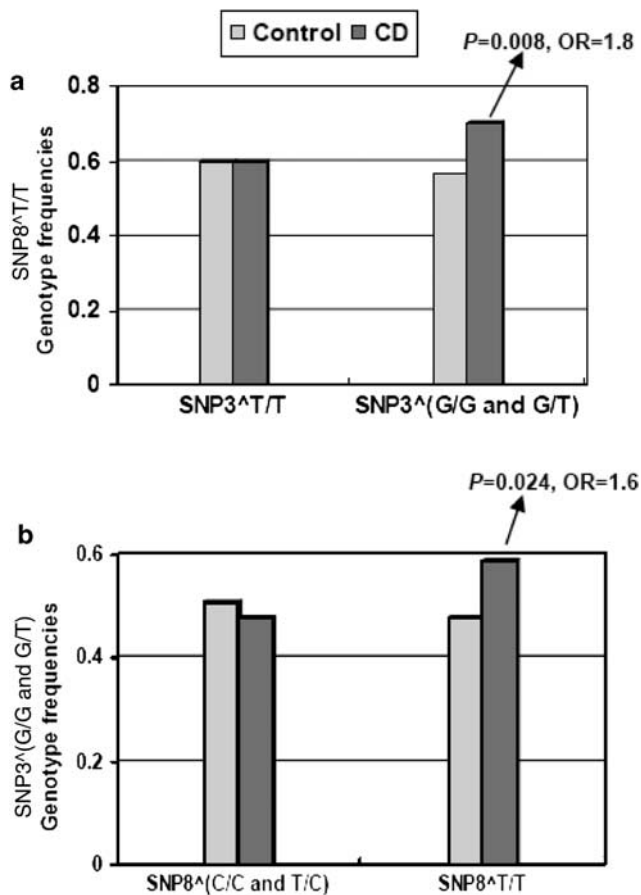 Control CD
P=0.008, OR=1.8
a
SNP8^T/T
Genotype frequencies
0.8
0.6
0.4
0.2
0
SNP3^T/T
SNP3^(G/G and G/T)
P=0.024, OR=1.6
b
SNP3^(G/G and G/T)
Genotype frequencies
0.6
0.4
0.2
0
SNP8^(C/C and T/C)
SNP8^T/T